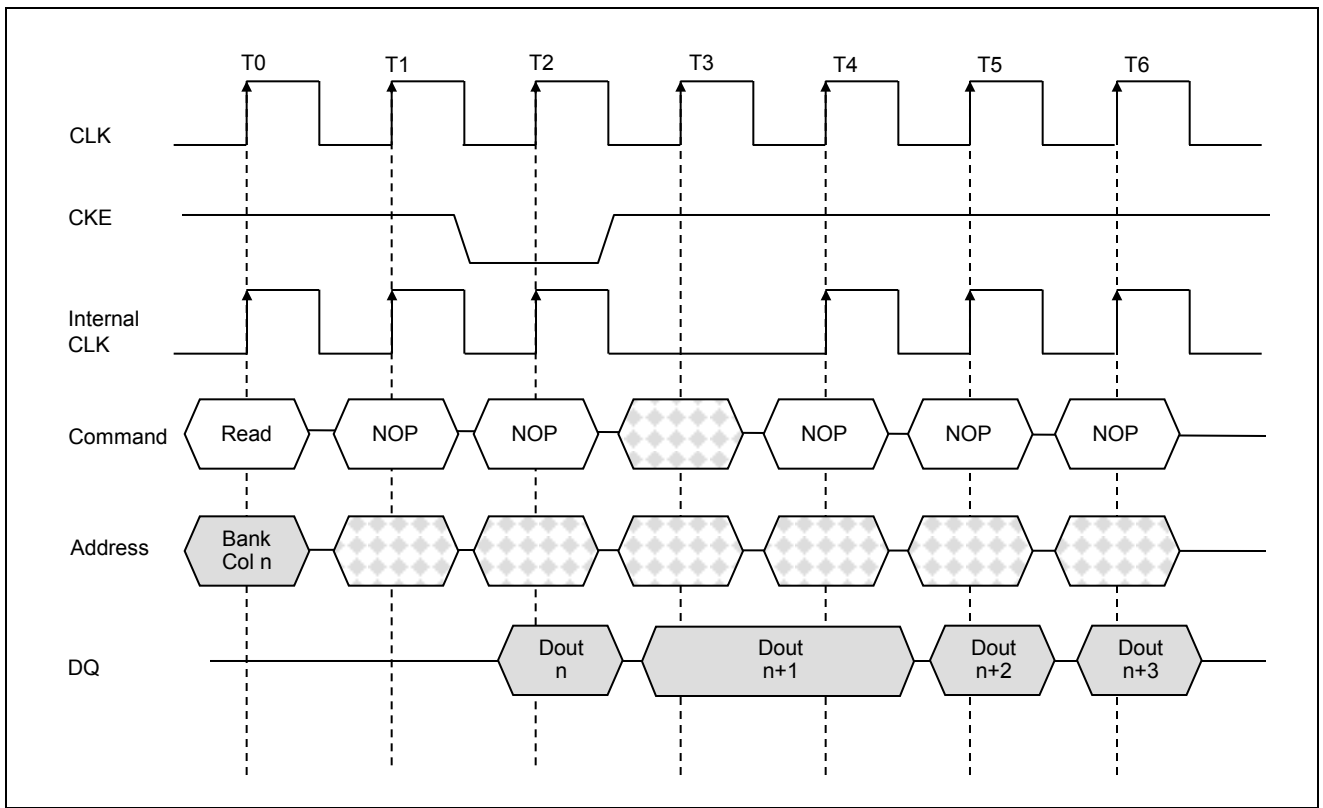 T0 T1 T2 T3 T4 T5 T6
CLK
CKE
Internal
CLK
Command Read NOP NOP NOP NOP NOP
Address Bank
Col n
DQ Dout Dout Dout Dout
n n+1 n+2 n+3